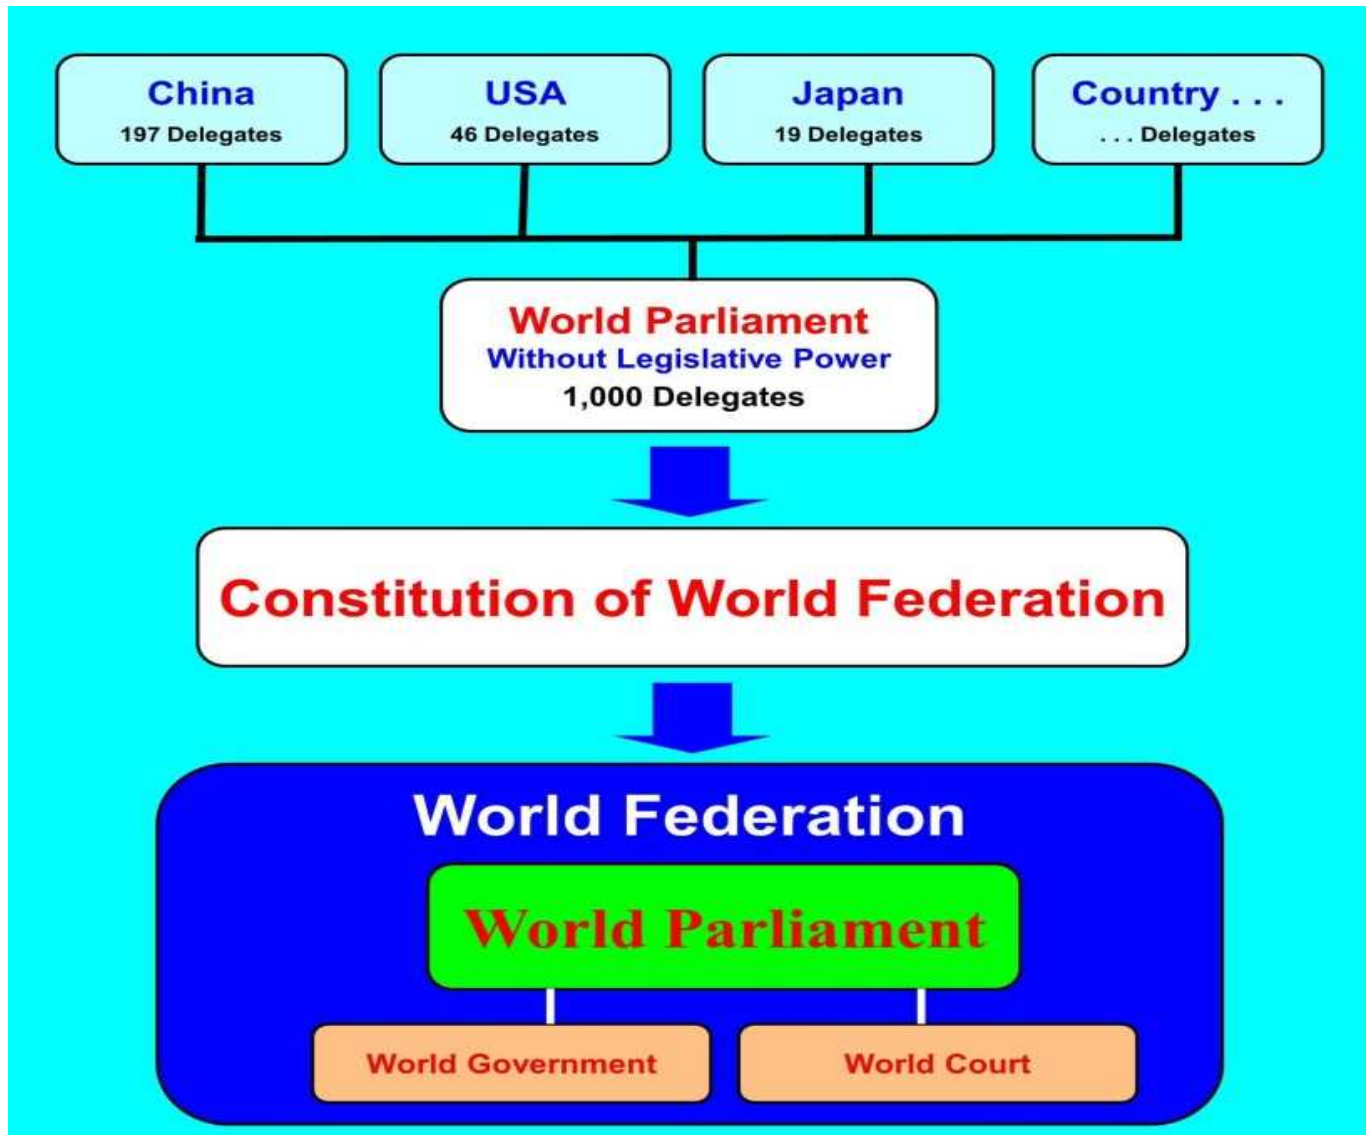 China
197 Delegates
USA
46 Delegates
Japan
19 Delegates
Country . . .
. . . Delegates
World Parliament
Without Legislative Power
1,000 Delegates
Constitution of World Federation
World Federation
World Parliament
World Government
World Court